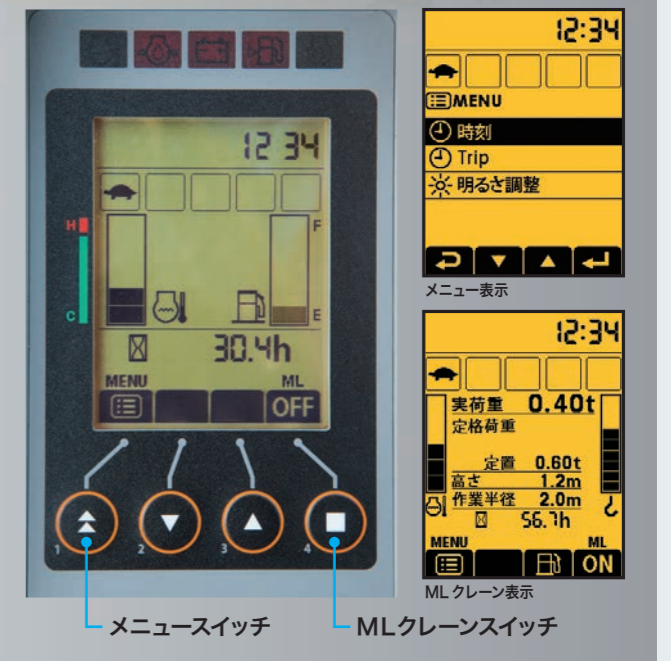 12 34
H
F
C
E
30.4h
MENU
ML
OFF
1
2
3
4
メニュースイッチ
MLクレーンスイッチ
12:34
MENU
時刻
Trip
明るさ調整
メニュー表示
12:34
実荷重 0.40t
定格荷重
定置 0.60t
高さ 1.2m
作業半径 2.0m
56.7h
MENU
ML
ON
ML クレーン表示